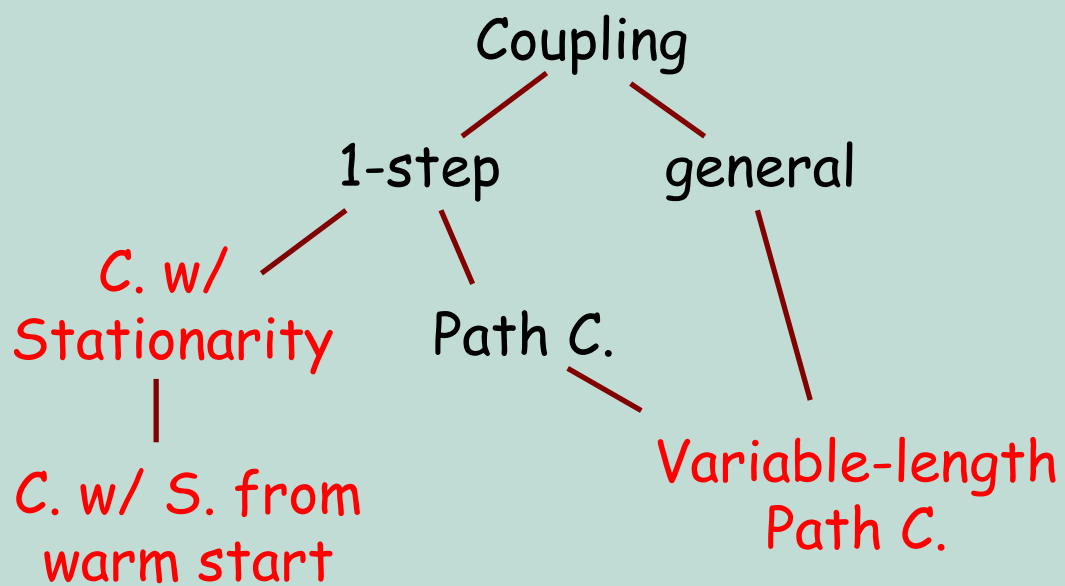 Coupling
1-step
general
C. w/
Stationarity
Path C.
Variable-length
Path C.
C. w/ S. from
warm start